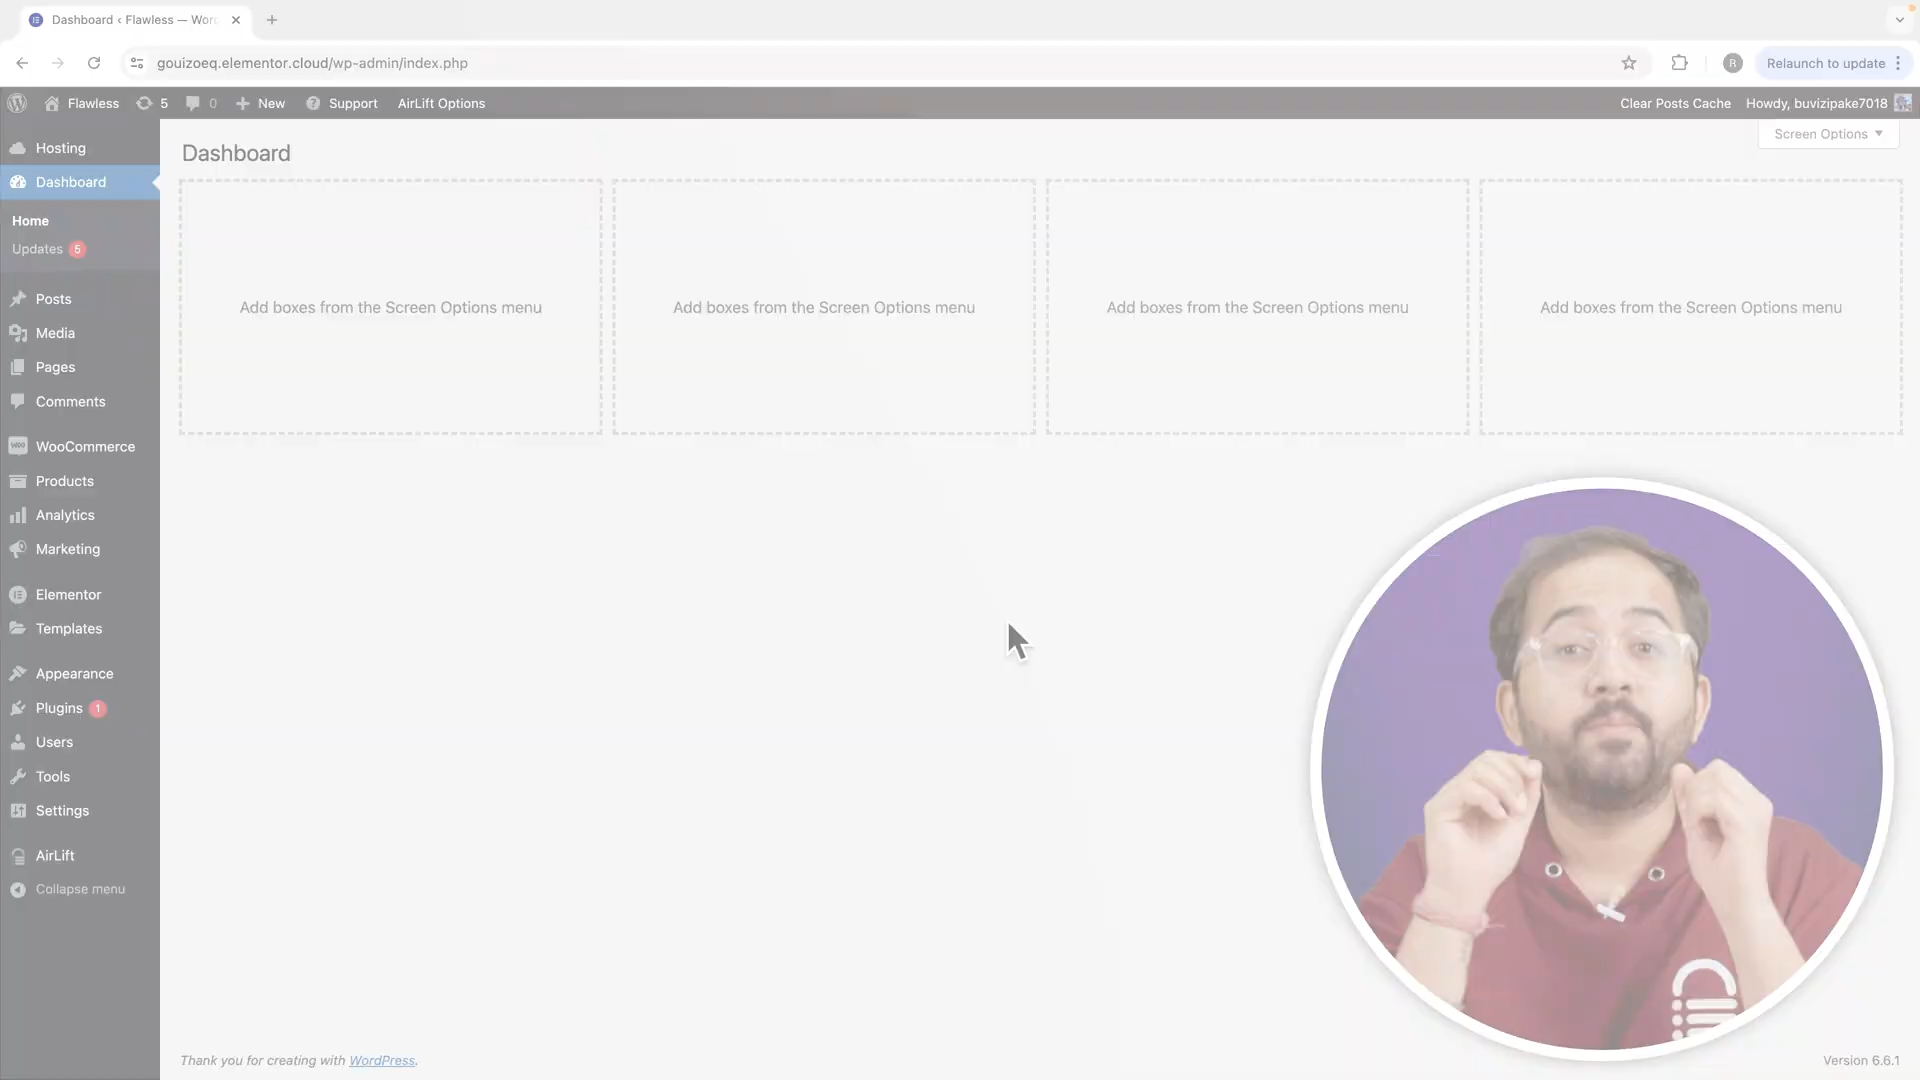 Dashboard ‹ Flawless — Wor
gouizoeq.elementor.cloud/wp-admin/index.php
R
Relaunch to update
Flawless
5
0
New
Support
AirLift Options
Clear Posts Cache
Howdy, buvizipake7018
Hosting
Dashboard
Home
Updates 5
Posts
Media
Pages
Comments
WooCommerce
Products
Analytics
Marketing
Elementor
Templates
Appearance
Plugins 1
Users
Tools
Settings
AirLift
Collapse menu
Screen Options
Dashboard
Add boxes from the Screen Options menu
Add boxes from the Screen Options menu
Add boxes from the Screen Options menu
Add boxes from the Screen Options menu
Thank you for creating with WordPress.
Version 6.6.1